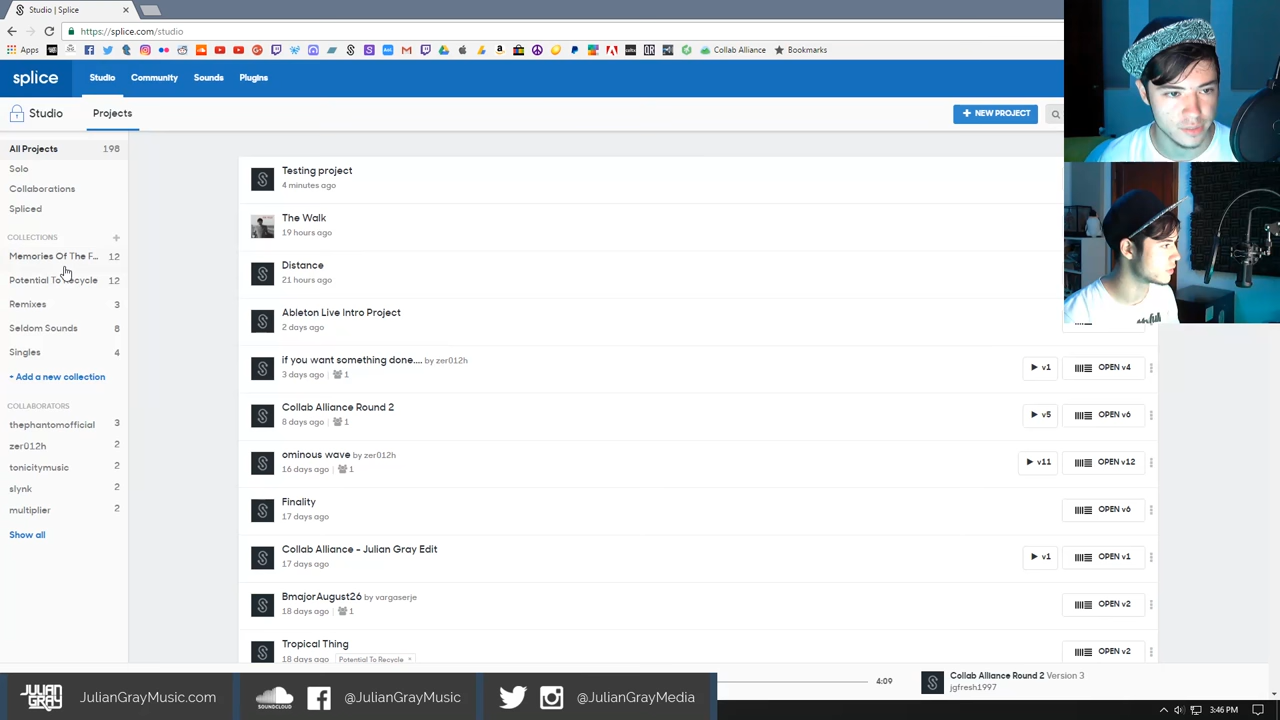 Studio | Splice
https://splice.com/studio
Apps
Collab Alliance
Bookmarks
splice
Studio
Community
Sounds
Plugins
Studio
Projects
+ NEW PROJECT
All Projects 198
Solo
Collaborations
Spliced
COLLECTIONS +
Memories Of The F... 12
Potential To Recycle 12
Remixes 3
Seldom Sounds 8
Singles 4
+ Add a new collection
COLLABORATORS
thephantomofficial 3
zer012h 2
tonicitymusic 2
slynk 2
multiplier 2
Show all
Testing project
4 minutes ago
The Walk
19 hours ago
Distance
21 hours ago
Ableton Live Intro Project
2 days ago
if you want something done.... by zer012h
3 days ago | 1
v1 OPEN v4
Collab Alliance Round 2
8 days ago | 1
v5 OPEN v6
ominous wave by zer012h
16 days ago | 1
v11 OPEN v12
Finality
17 days ago
OPEN v6
Collab Alliance - Julian Gray Edit
17 days ago
v1 OPEN v1
BmajorAugust26 by vargaserje
18 days ago | 1
OPEN v2
Tropical Thing
18 days ago Potential To Recycle
OPEN v2
4:09
Collab Alliance Round 2 Version 3
jgfresh1997
JULIAN GRAY
JulianGrayMusic.com
SOUNDCLOUD
@JulianGrayMusic
@JulianGrayMedia
3:46 PM